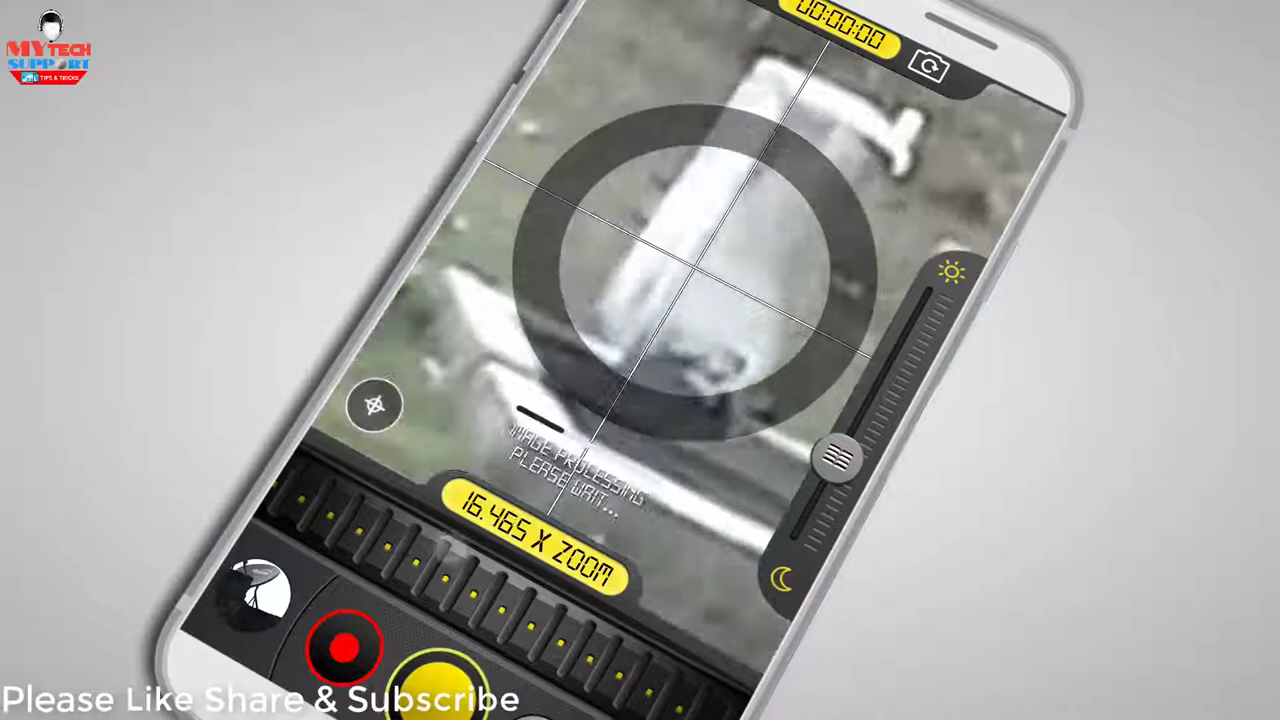 MY TECH
SUPPORT
TIPS & TRICKS
00:00:00
IMAGE PROCESSING
PLEASE WAIT...
16.465 X ZOOM
Please Like Share & Subscribe